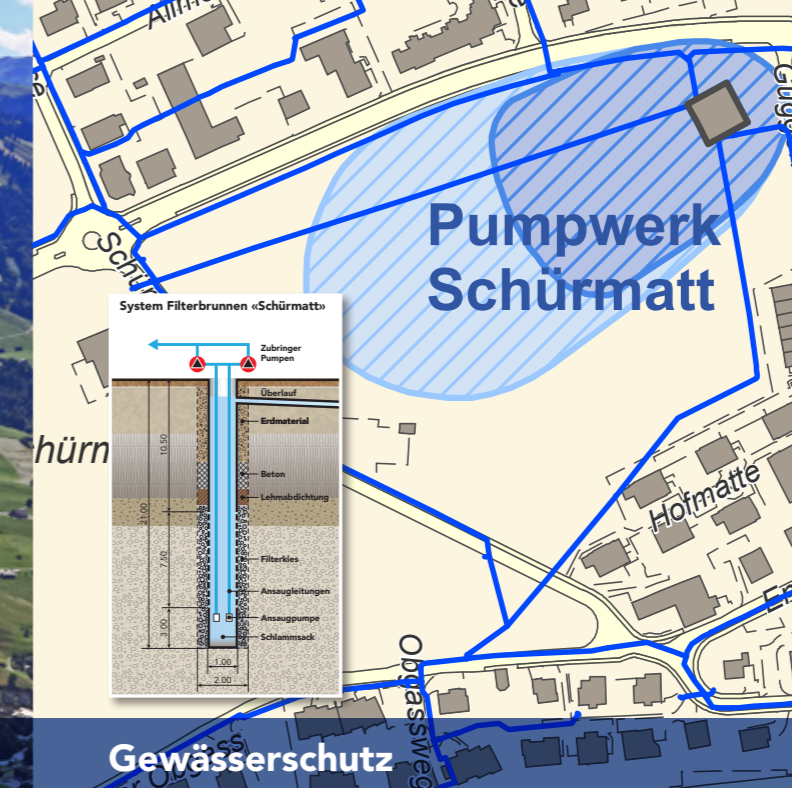 Pumpwerk
Schürmatt
System Filterbrunnen «Schürmatt»
Zubringer
Pumpen
Überlauf
Erdmaterial
Beton
Lehmabdichtung
Filterkies
Ansaugleitungen
Ansaugpumpe
Schlammsack
10.50
21.00
7.50
3.00
1.00
2.00
hürn
Hofmatte
Obgassweg
Gewässerschutz